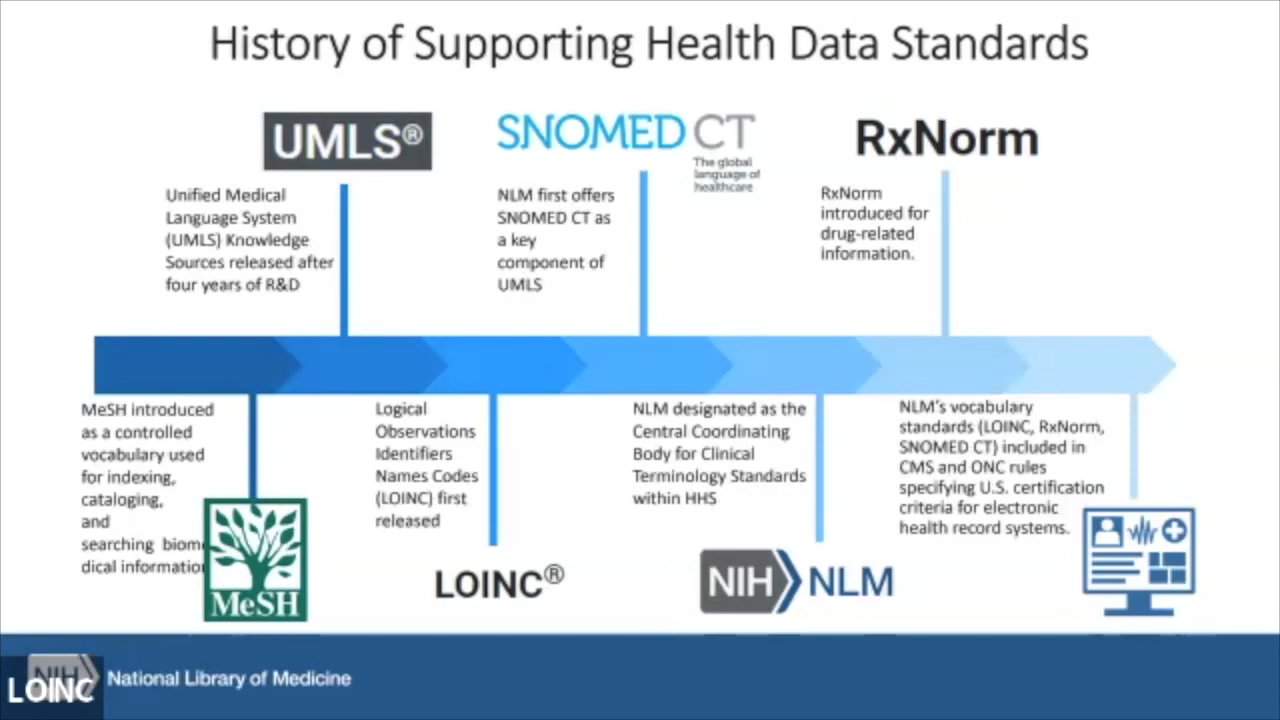 History of Supporting Health Data Standards
UMLS®
Unified Medical
Language System
(UMLS) Knowledge
Sources released after
four years of R&D
SNOMED CT
The global
language of
healthcare
NLM first offers
SNOMED CT as
a key
component of
UMLS
RxNorm
RxNorm
introduced for
drug-related
information.
MeSH introduced
as a controlled
vocabulary used
for indexing,
cataloging,
and
searching biome
dical informatio
MeSH
Logical
Observations
Identifiers
Names Codes
(LOINC) first
released
LOINC®
NLM designated as the
Central Coordinating
Body for Clinical
Terminology Standards
within HHS
NIH NLM
NLM's vocabulary
standards (LOINC, RxNorm,
SNOMED CT) included in
CMS and ONC rules
specifying U.S. certification
criteria for electronic
health record systems.
NIH National Library of Medicine
LOINC